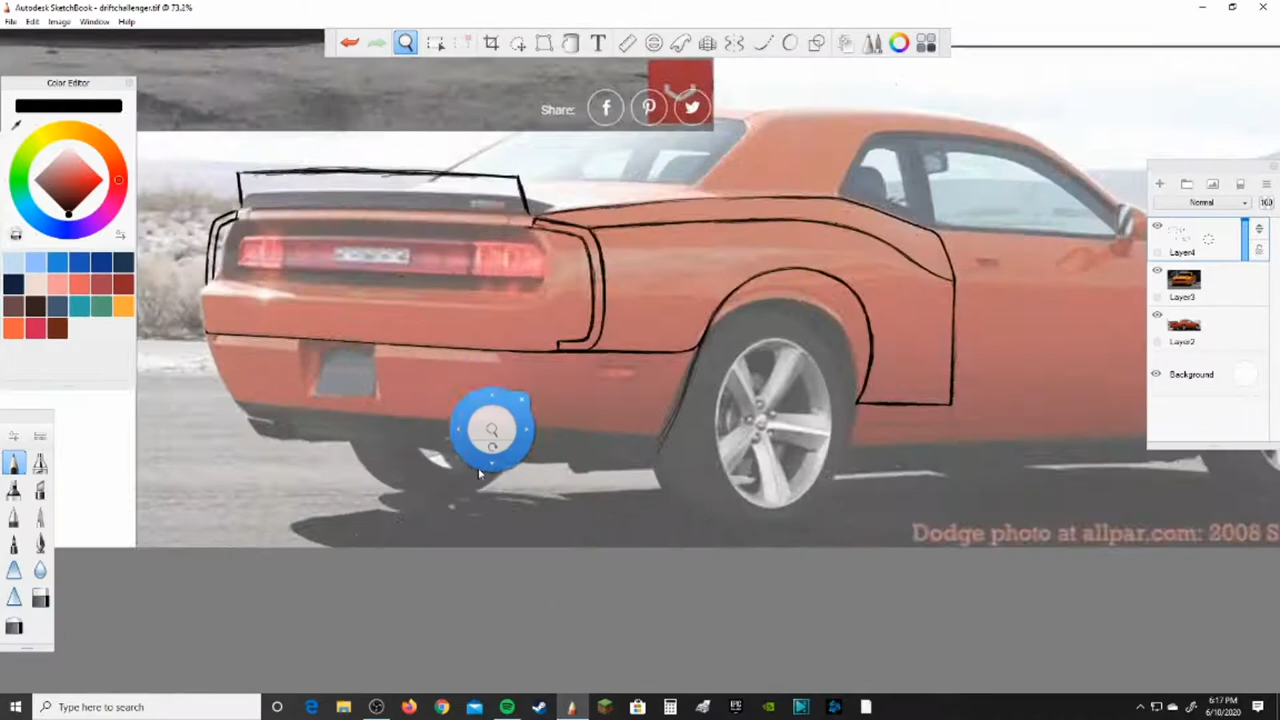 Autodesk SketchBook - driftchallenger.tif @ 73.2%
File Edit Image Window Help
Color Editor
Share:
Normal
100
Layer4
Layer3
Layer2
Background
Dodge photo at allpar.com: 2008 S
Type here to search
6:17 PM
6/10/2020